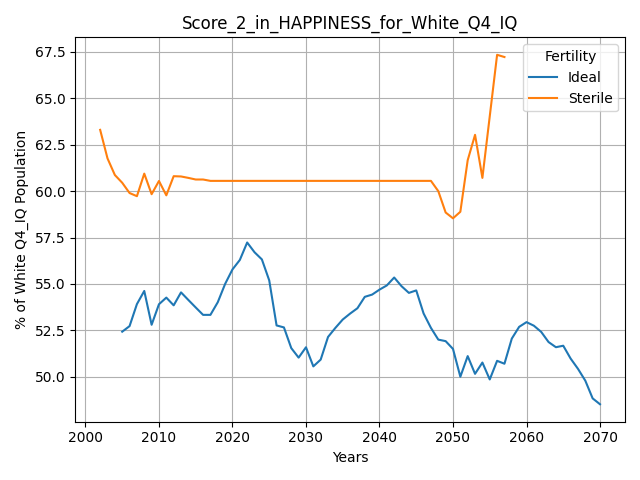 Score_2_in_HAPPINESS_for_White_Q4_IQ
67.5
65.0
62.5
60.0
57.5
55.0
52.5
50.0
% of White Q4_IQ Population
Fertility
Ideal
Sterile
2000 2010 2020 2030 2040 2050 2060 2070
Years